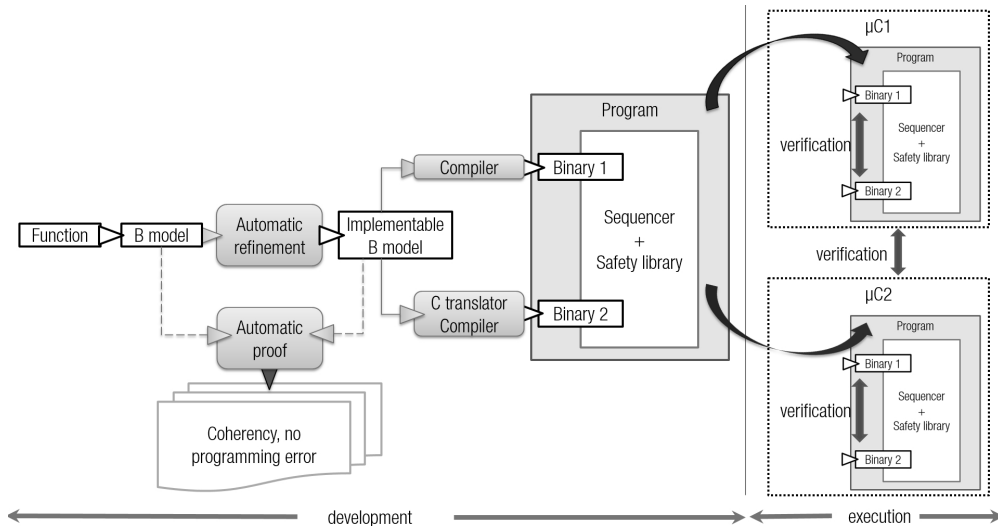 Function
B model
Automatic
refinement
Implementable
B model
Automatic
proof
Coherency, no
programming error
Compiler
C translator
Compiler
Program
Binary 1
Sequencer
+
Safety library
Binary 2
µC1
Program
Binary 1
verification
Sequencer
+
Safety library
Binary 2
verification
µC2
Program
Binary 1
verification
Sequencer
+
Safety library
Binary 2
development
execution